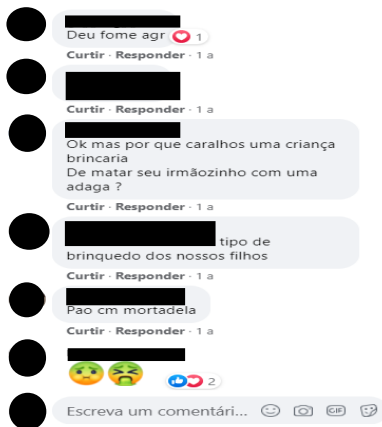 Deu fome agr 1
Curtir · Responder · 1 a
Curtir · Responder · 1 a
Ok mas por que caralhos uma criança
brincaria
De matar seu irmãozinho com uma
adaga ?
Curtir · Responder · 1 a
tipo de
brinquedo dos nossos filhos
Curtir · Responder · 1 a
Pao cm mortadela
Curtir · Responder · 1 a
🤢🤮 2
Escreva um comentári... GIF